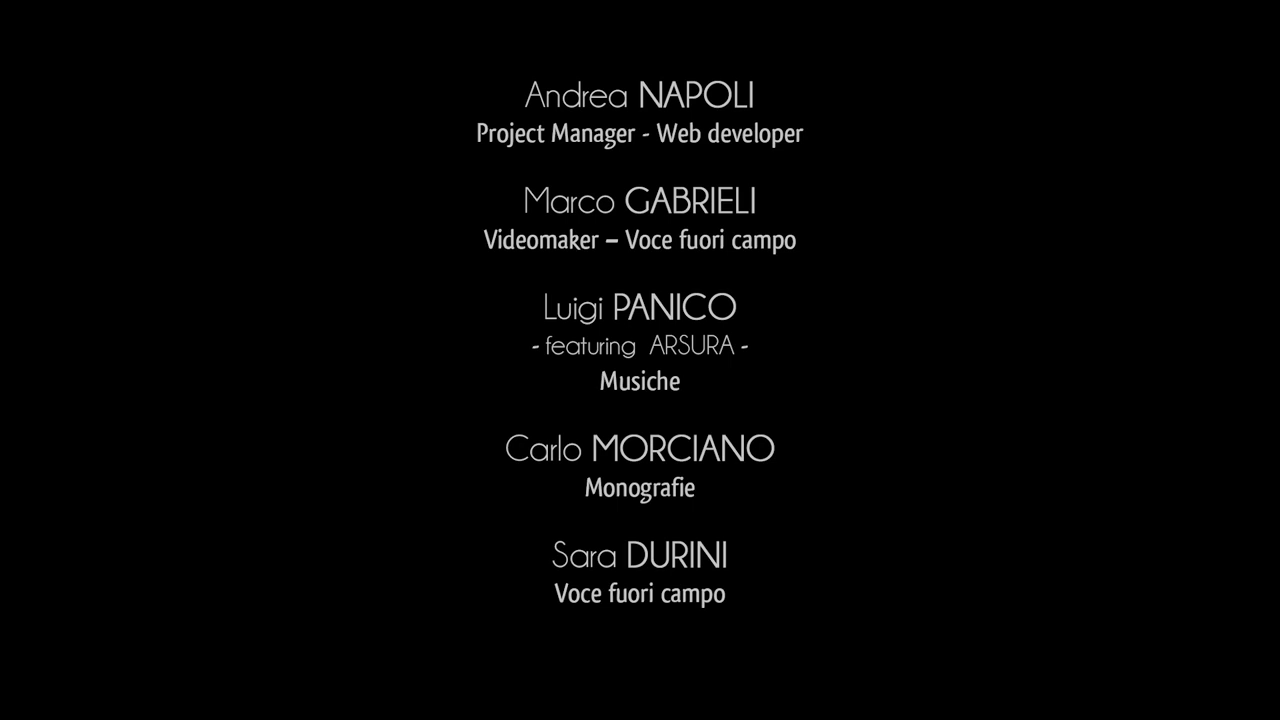 Andrea NAPOLI
Project Manager - Web developer
Marco GABRIELI
Videomaker – Voce fuori campo
Luigi PANICO
- featuring ARSURA -
Musiche
Carlo MORCIANO
Monografie
Sara DURINI
Voce fuori campo